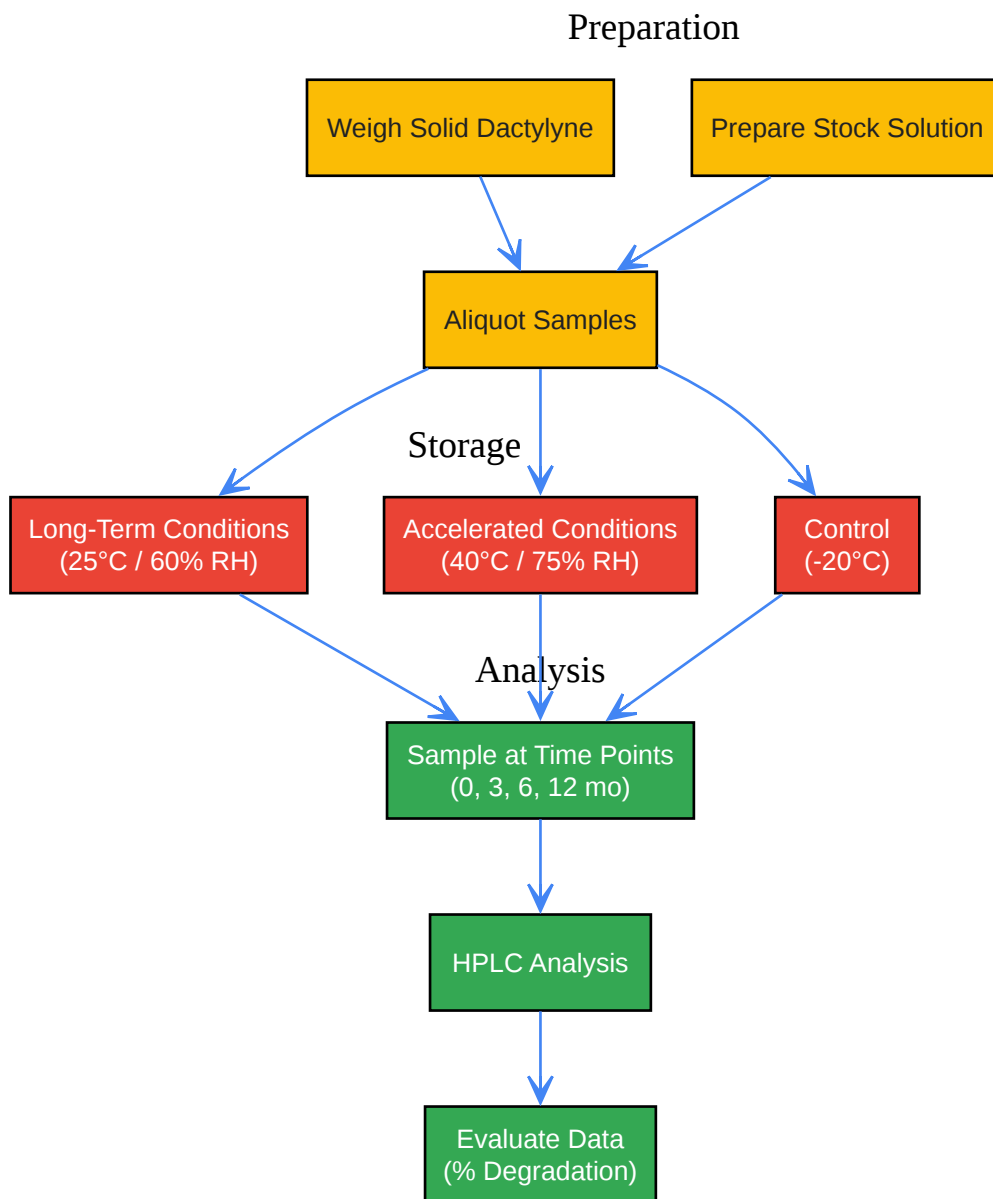 Preparation
Weigh Solid Dactylyne
Prepare Stock Solution
Aliquot Samples
Storage
Long-Term Conditions
(25°C / 60% RH)
Accelerated Conditions
(40°C / 75% RH)
Control
(-20°C)
Analysis
Sample at Time Points
(0, 3, 6, 12 mo)
HPLC Analysis
Evaluate Data
(% Degradation)